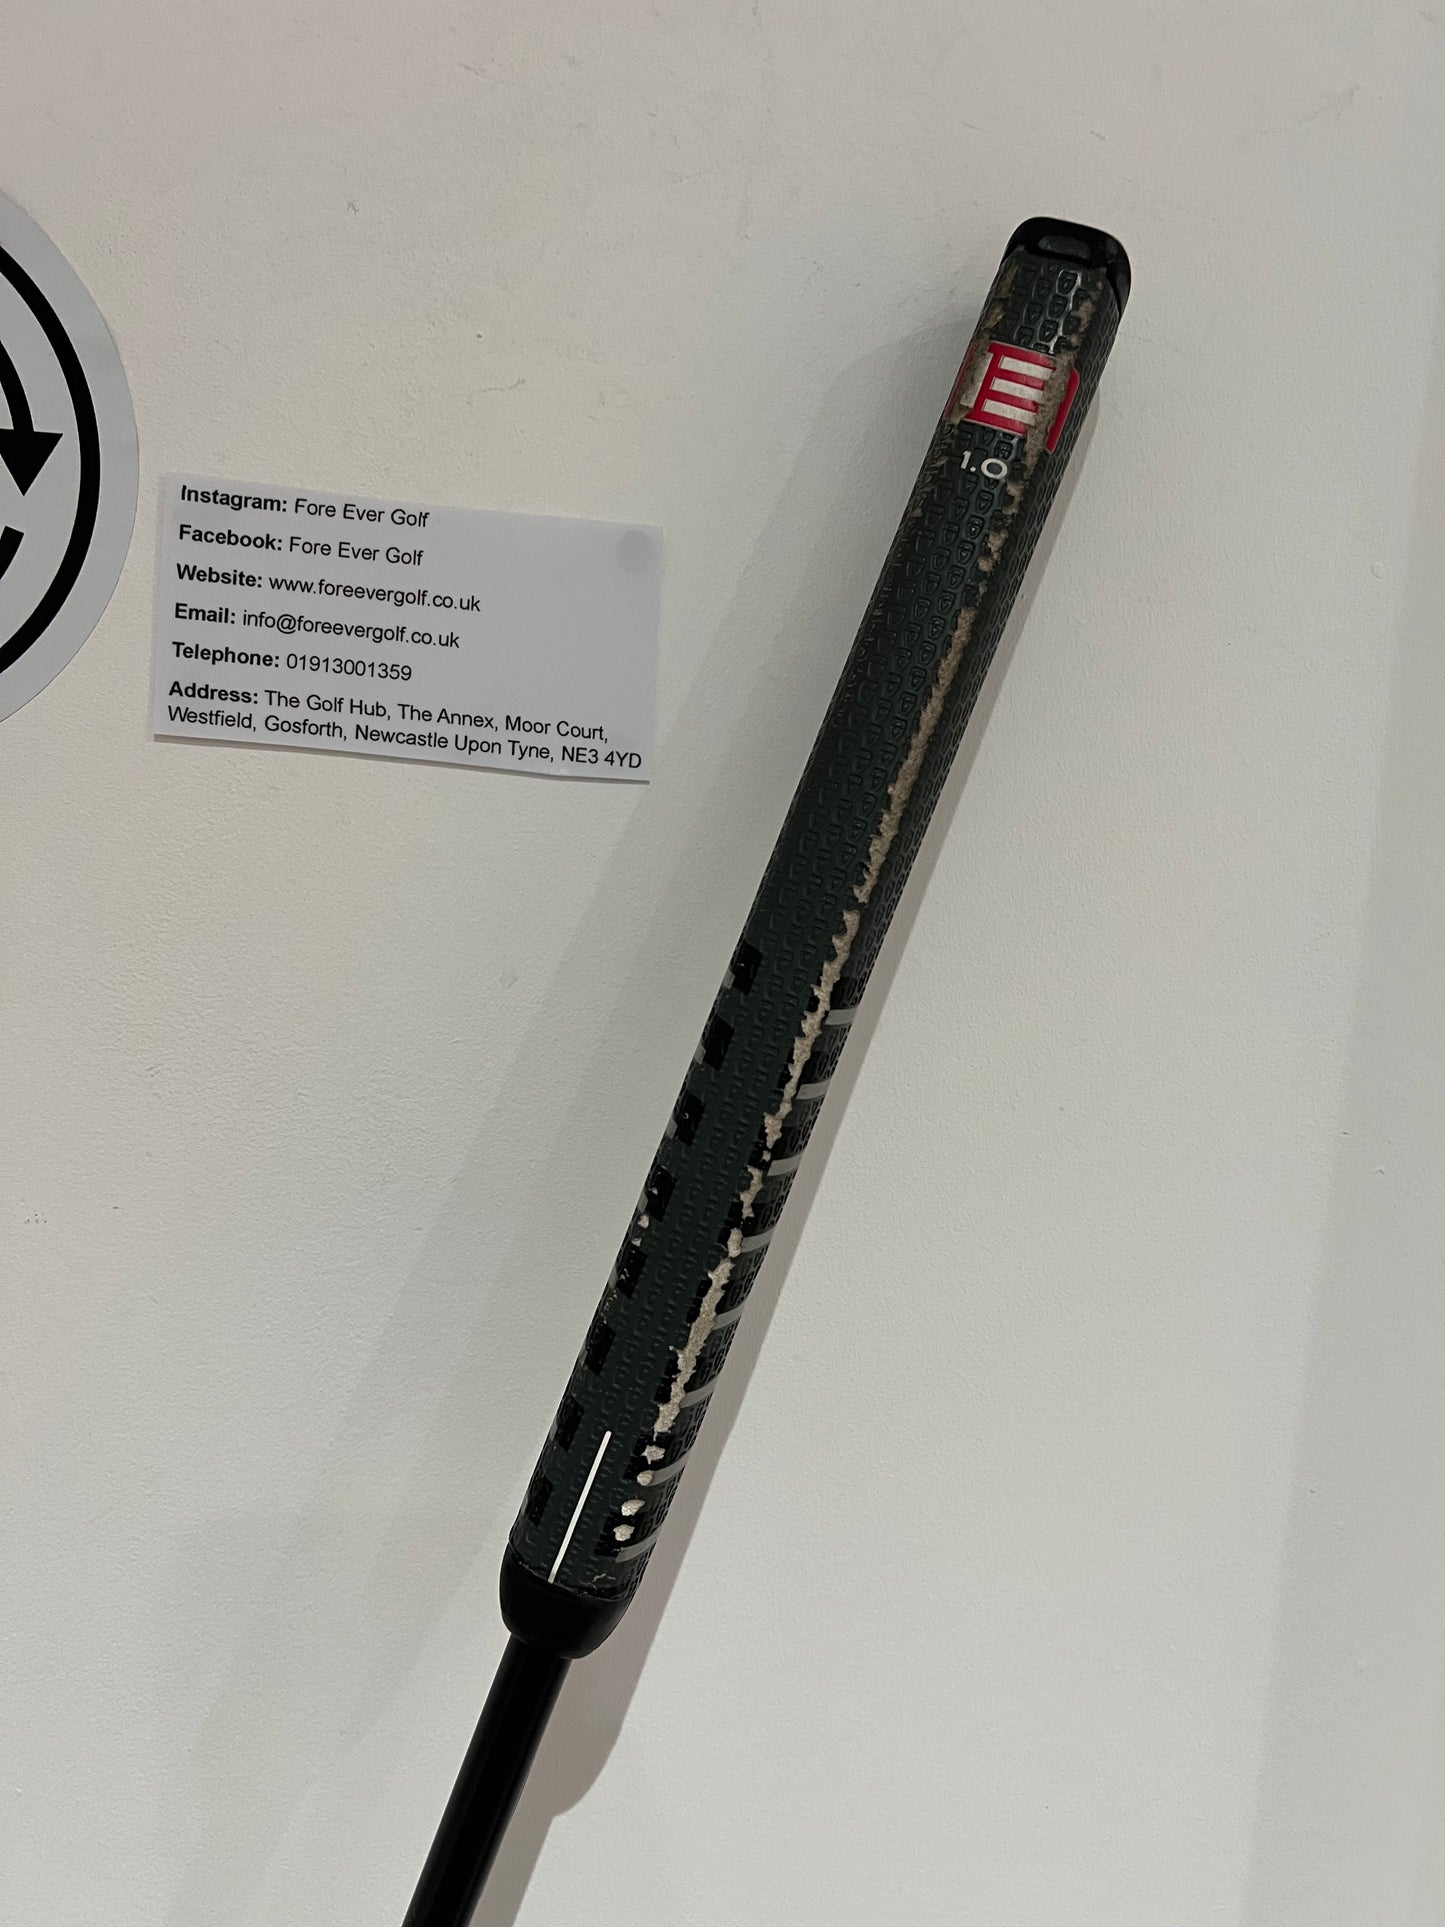 Instagram: Fore Ever Golf
Facebook: Fore Ever Golf
Website: www.foreevergolf.co.uk
Email: info@foreevergolf.co.uk
Telephone: 01913001359
Address: The Golf Hub, The Annex, Moor Court,
Westfield, Gosforth, Newcastle Upon Tyne, NE3 4YD
1.0